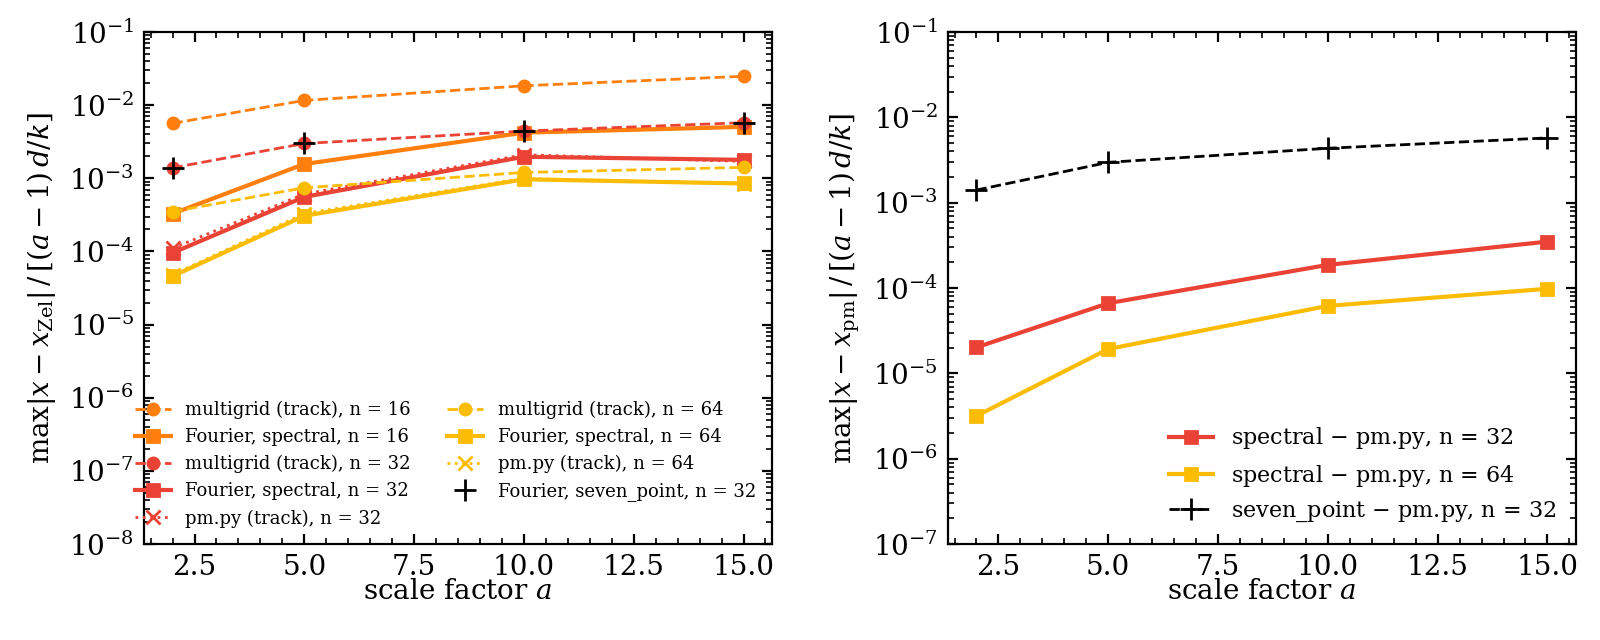 max|x − x_Zel| / [(a − 1) d/k]
10⁻¹
10⁻²
10⁻³
10⁻⁴
10⁻⁵
10⁻⁶
10⁻⁷
10⁻⁸
multigrid (track), n = 16
Fourier, spectral, n = 16
multigrid (track), n = 32
Fourier, spectral, n = 32
pm.py (track), n = 32
multigrid (track), n = 64
Fourier, spectral, n = 64
pm.py (track), n = 64
Fourier, seven_point, n = 32
2.5 5.0 7.5 10.0 12.5 15.0
scale factor a
max|x − x_pm| / [(a − 1) d/k]
10⁻¹
10⁻²
10⁻³
10⁻⁴
10⁻⁵
10⁻⁶
10⁻⁷
spectral − pm.py, n = 32
spectral − pm.py, n = 64
seven_point − pm.py, n = 32
2.5 5.0 7.5 10.0 12.5 15.0
scale factor a